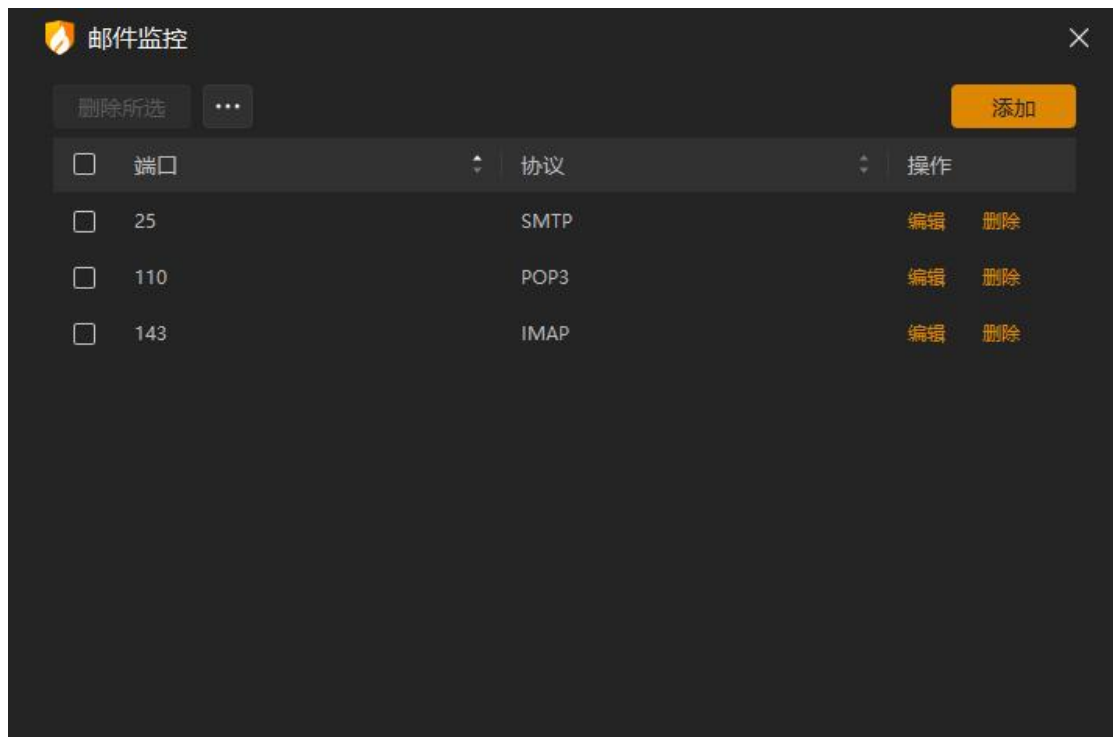 邮件监控
删除所选 ··· 添加
端口 协议 操作
25 SMTP 编辑 删除
110 POP3 编辑 删除
143 IMAP 编辑 删除